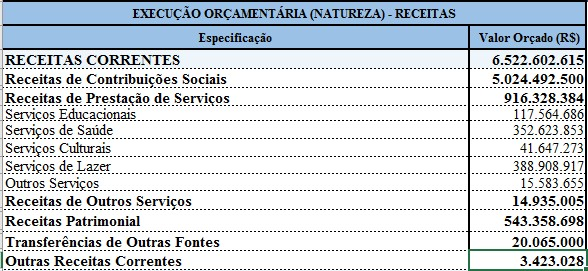 EXECUÇÃO ORÇAMENTÁRIA (NATUREZA) - RECEITAS
Especificação Valor Orçado (R$)
RECEITAS CORRENTES 6.522.602.615
Receitas de Contribuições Sociais 5.024.492.500
Receitas de Prestação de Serviços 916.328.384
Serviços Educacionais 117.564.686
Serviços de Saúde 352.623.853
Serviços Culturais 41.647.273
Serviços de Lazer 388.908.917
Outros Serviços 15.583.655
Receitas de Outros Serviços 14.935.005
Receitas Patrimonial 543.358.698
Transferências de Outras Fontes 20.065.000
Outras Receitas Correntes 3.423.028